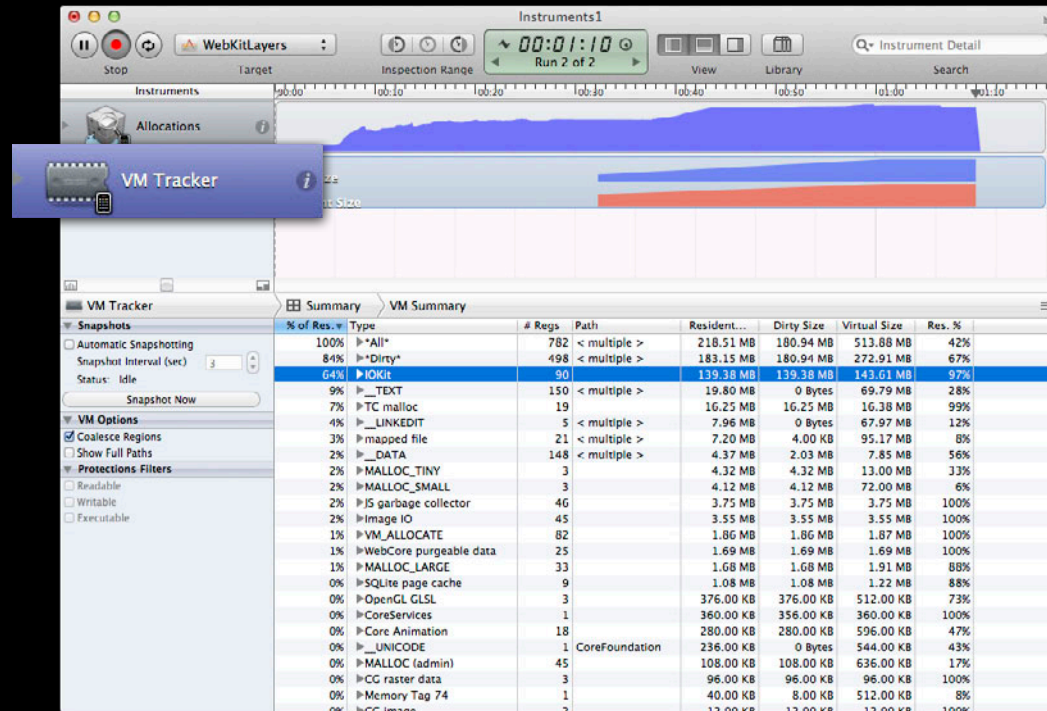 Instruments1
WebKitLayers
00:01:10
Run 2 of 2
Instrument Detail
Stop
Target
Inspection Range
View
Library
Search
Instruments
00:00 00:10 00:20 00:30 00:40 00:50 01:00 01:10
Allocations
VM Tracker
Size
VM Tracker
Summary
VM Summary
Snapshots
Automatic Snapshotting
Snapshot Interval (sec) 3
Status: Idle
Snapshot Now
VM Options
Coalesce Regions
Show Full Paths
Protections Filters
Readable
Writable
Executable
% of Res. Type # Regs Path Resident... Dirty Size Virtual Size Res. %
100% *All* 782 < multiple > 218.51 MB 180.94 MB 513.88 MB 42%
84% *Dirty* 498 < multiple > 183.15 MB 180.94 MB 272.91 MB 67%
64% IOKit 90 139.38 MB 139.38 MB 143.61 MB 97%
9% __TEXT 150 < multiple > 19.80 MB 0 Bytes 69.79 MB 28%
7% TC malloc 19 16.25 MB 16.25 MB 16.38 MB 99%
4% __LINKEDIT 5 < multiple > 7.96 MB 0 Bytes 67.97 MB 12%
3% mapped file 21 < multiple > 7.20 MB 4.00 KB 95.17 MB 8%
2% __DATA 148 < multiple > 4.37 MB 2.03 MB 7.85 MB 56%
2% MALLOC_TINY 3 4.32 MB 4.32 MB 13.00 MB 33%
2% MALLOC_SMALL 3 4.12 MB 4.12 MB 72.00 MB 6%
2% JS garbage collector 46 3.75 MB 3.75 MB 3.75 MB 100%
2% Image IO 45 3.55 MB 3.55 MB 3.55 MB 100%
1% VM_ALLOCATE 82 1.86 MB 1.86 MB 1.87 MB 100%
1% WebCore purgeable data 25 1.69 MB 1.69 MB 1.69 MB 100%
1% MALLOC_LARGE 33 1.68 MB 1.68 MB 1.91 MB 88%
0% SQLite page cache 9 1.08 MB 1.08 MB 1.22 MB 88%
0% OpenGL GLSL 3 376.00 KB 376.00 KB 512.00 KB 73%
0% CoreServices 1 360.00 KB 356.00 KB 360.00 KB 100%
0% Core Animation 18 280.00 KB 280.00 KB 596.00 KB 47%
0% __UNICODE 1 CoreFoundation 236.00 KB 0 Bytes 544.00 KB 43%
0% MALLOC (admin) 45 108.00 KB 108.00 KB 636.00 KB 17%
0% CG raster data 3 96.00 KB 96.00 KB 96.00 KB 100%
0% Memory Tag 74 1 40.00 KB 8.00 KB 512.00 KB 8%
0% CG image 2 12.00 KB 12.00 KB 12.00 KB 100%